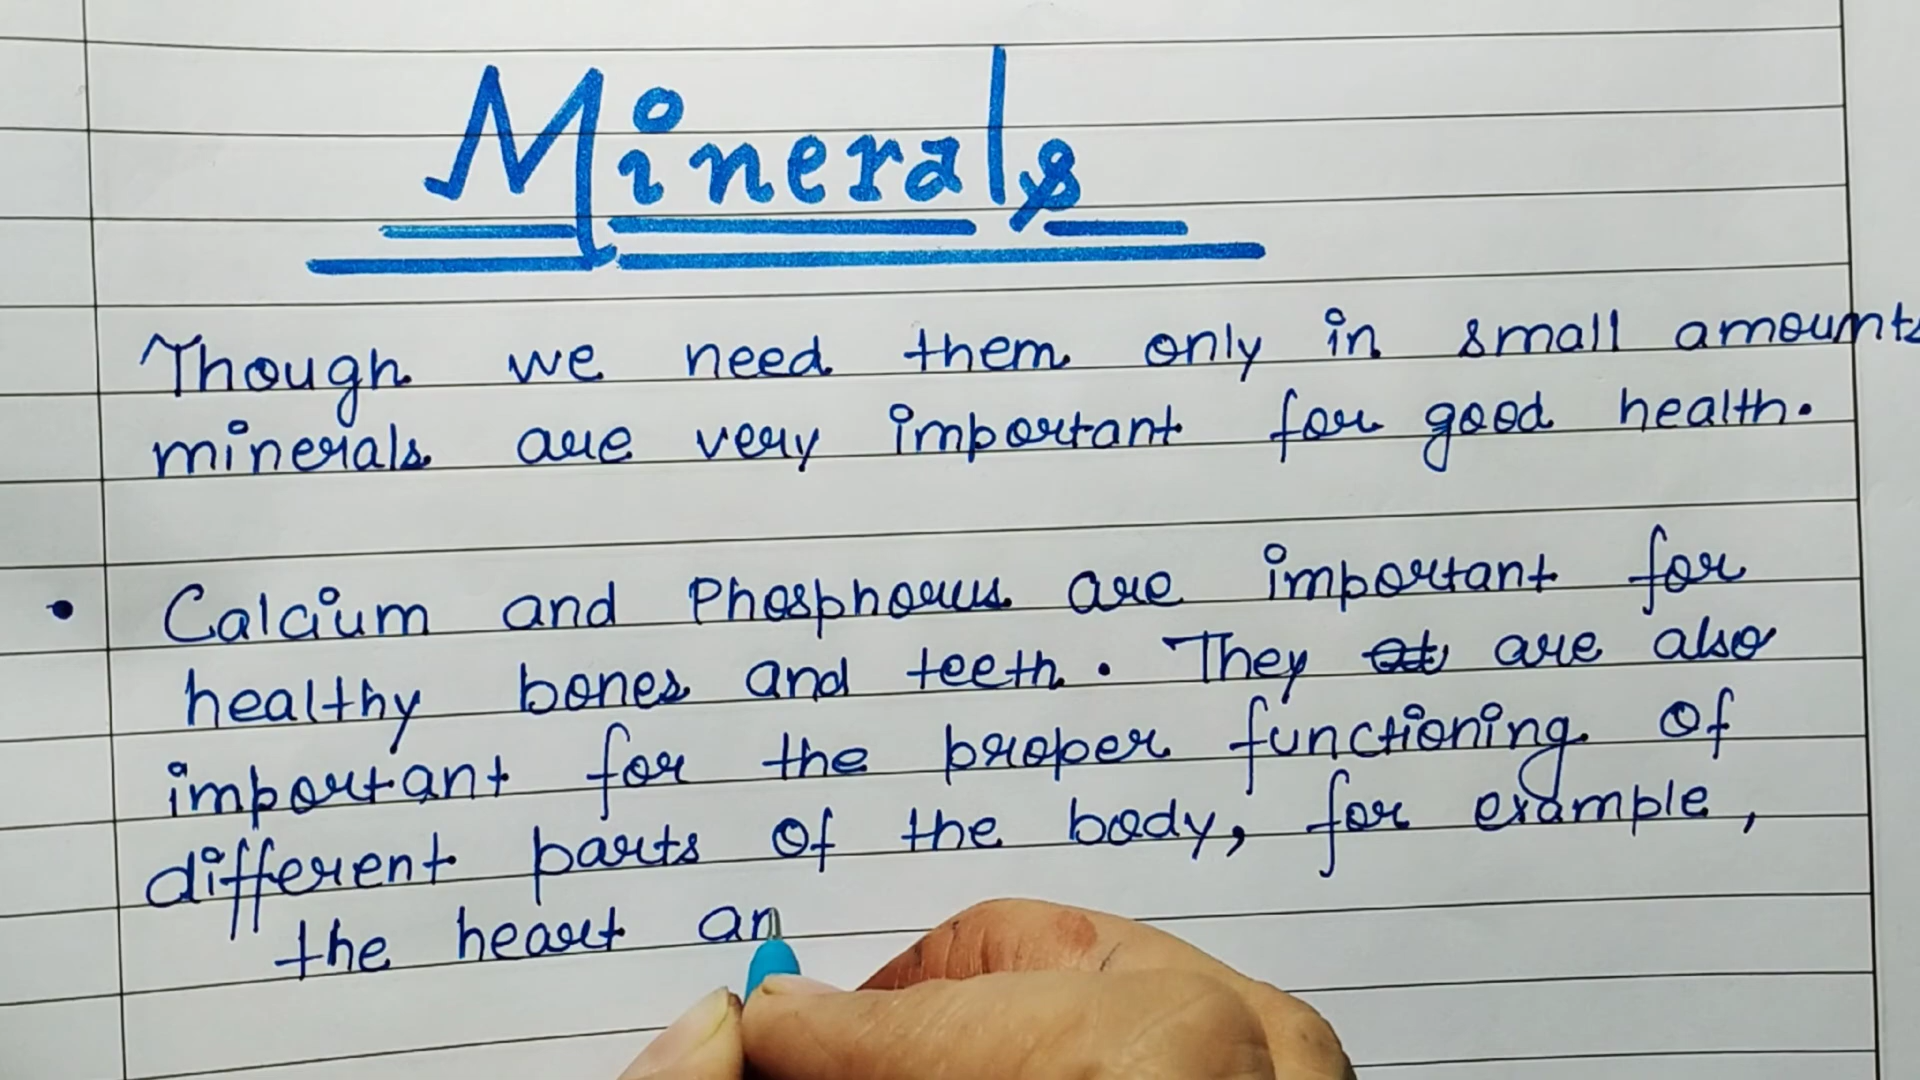 Minerals
Though we need them only in small amounts
minerals are very important for good health.
• Calcium and Phosphorus are important for
healthy bones and teeth. They are also
important for the proper functioning of
different parts of the body, for example,
the heart an